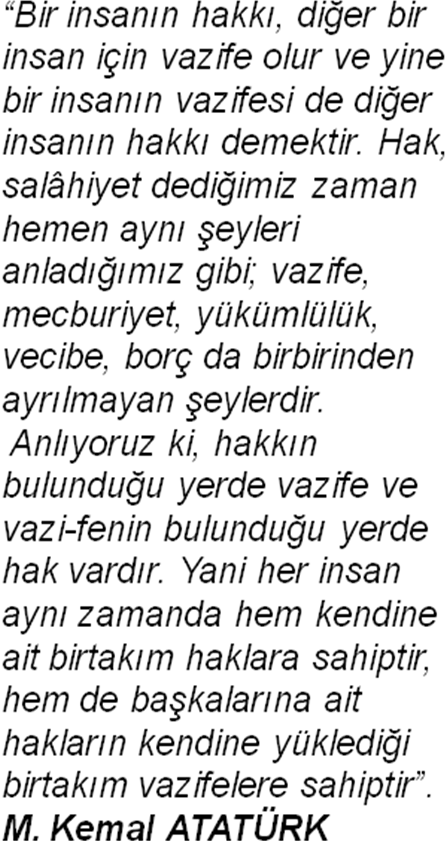 “Bir insanın hakkı, diğer bir
insan için vazife olur ve yine
bir insanın vazifesi de diğer
insanın hakkı demektir. Hak,
salâhiyet dediğimiz zaman
hemen aynı şeyleri
anladığımız gibi; vazife,
mecburiyet, yükümlülük,
vecibe, borç da birbirinden
ayrılmayan şeylerdir.
Anlıyoruz ki, hakkın
bulunduğu yerde vazife ve
vazi-fenin bulunduğu yerde
hak vardır. Yani her insan
aynı zamanda hem kendine
ait birtakım haklara sahiptir,
hem de başkalarına ait
hakların kendine yüklediği
birtakım vazifelere sahiptir”.
M. Kemal ATATÜRK